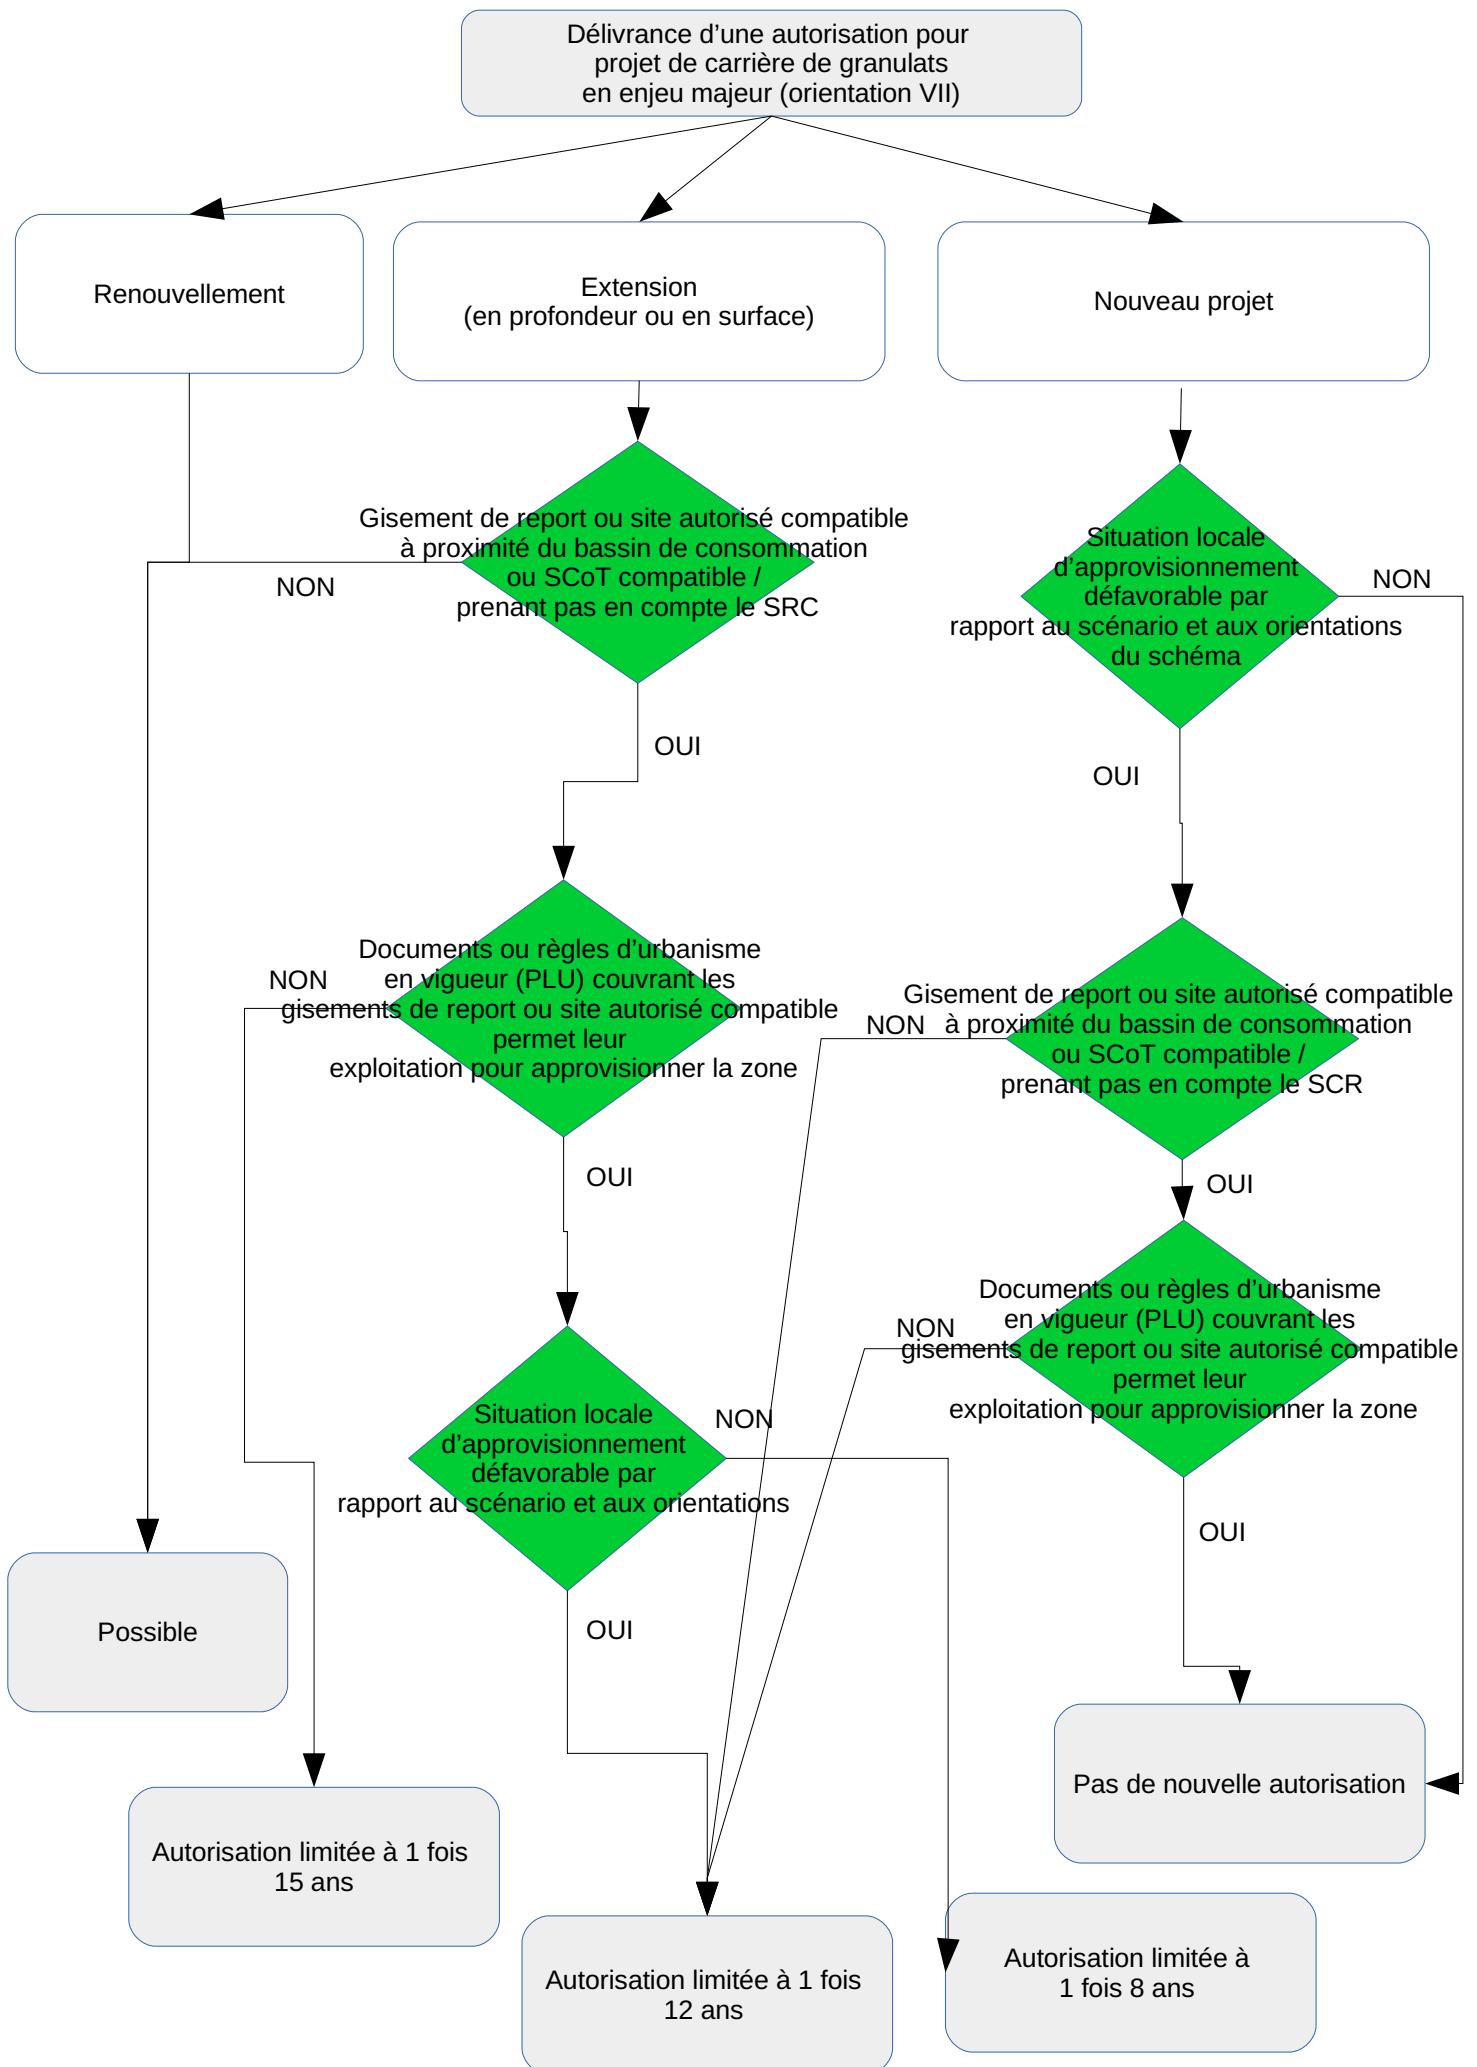 Délivrance d’une autorisation pour
projet de carrière de granulats
en enjeu majeur (orientation VII)
Renouvellement
Extension
(en profondeur ou en surface)
Nouveau projet
Gisement de report ou site autorisé compatible
à proximité du bassin de consommation
ou SCoT compatible /
prenant pas en compte le SRC
NON
OUI
Situation locale
d’approvisionnement
défavorable par
rapport au scénario et aux orientations
du schéma
NON
OUI
Documents ou règles d’urbanisme
en vigueur (PLU) couvrant les
gisements de report ou site autorisé compatible
permet leur
exploitation pour approvisionner la zone
NON
OUI
Gisement de report ou site autorisé compatible
à proximité du bassin de consommation
ou SCoT compatible /
prenant pas en compte le SCR
NON
OUI
Documents ou règles d’urbanisme
en vigueur (PLU) couvrant les
gisements de report ou site autorisé compatible
permet leur
exploitation pour approvisionner la zone
NON
OUI
Situation locale
d’approvisionnement
défavorable par
rapport au scénario et aux orientations
NON
OUI
Possible
Pas de nouvelle autorisation
Autorisation limitée à 1 fois
15 ans
Autorisation limitée à 1 fois
12 ans
Autorisation limitée à
1 fois 8 ans